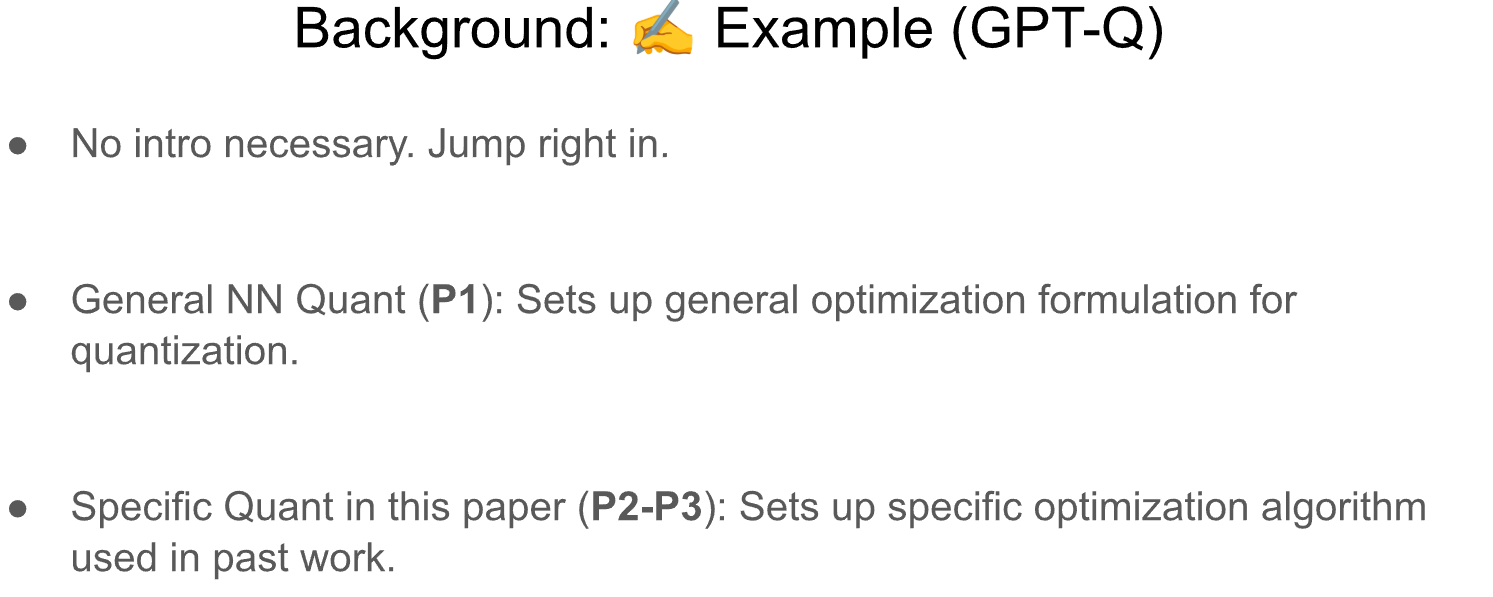 Background: ✍️ Example (GPT-Q)
● No intro necessary. Jump right in.
● General NN Quant (P1): Sets up general optimization formulation for
quantization.
● Specific Quant in this paper (P2-P3): Sets up specific optimization algorithm
used in past work.